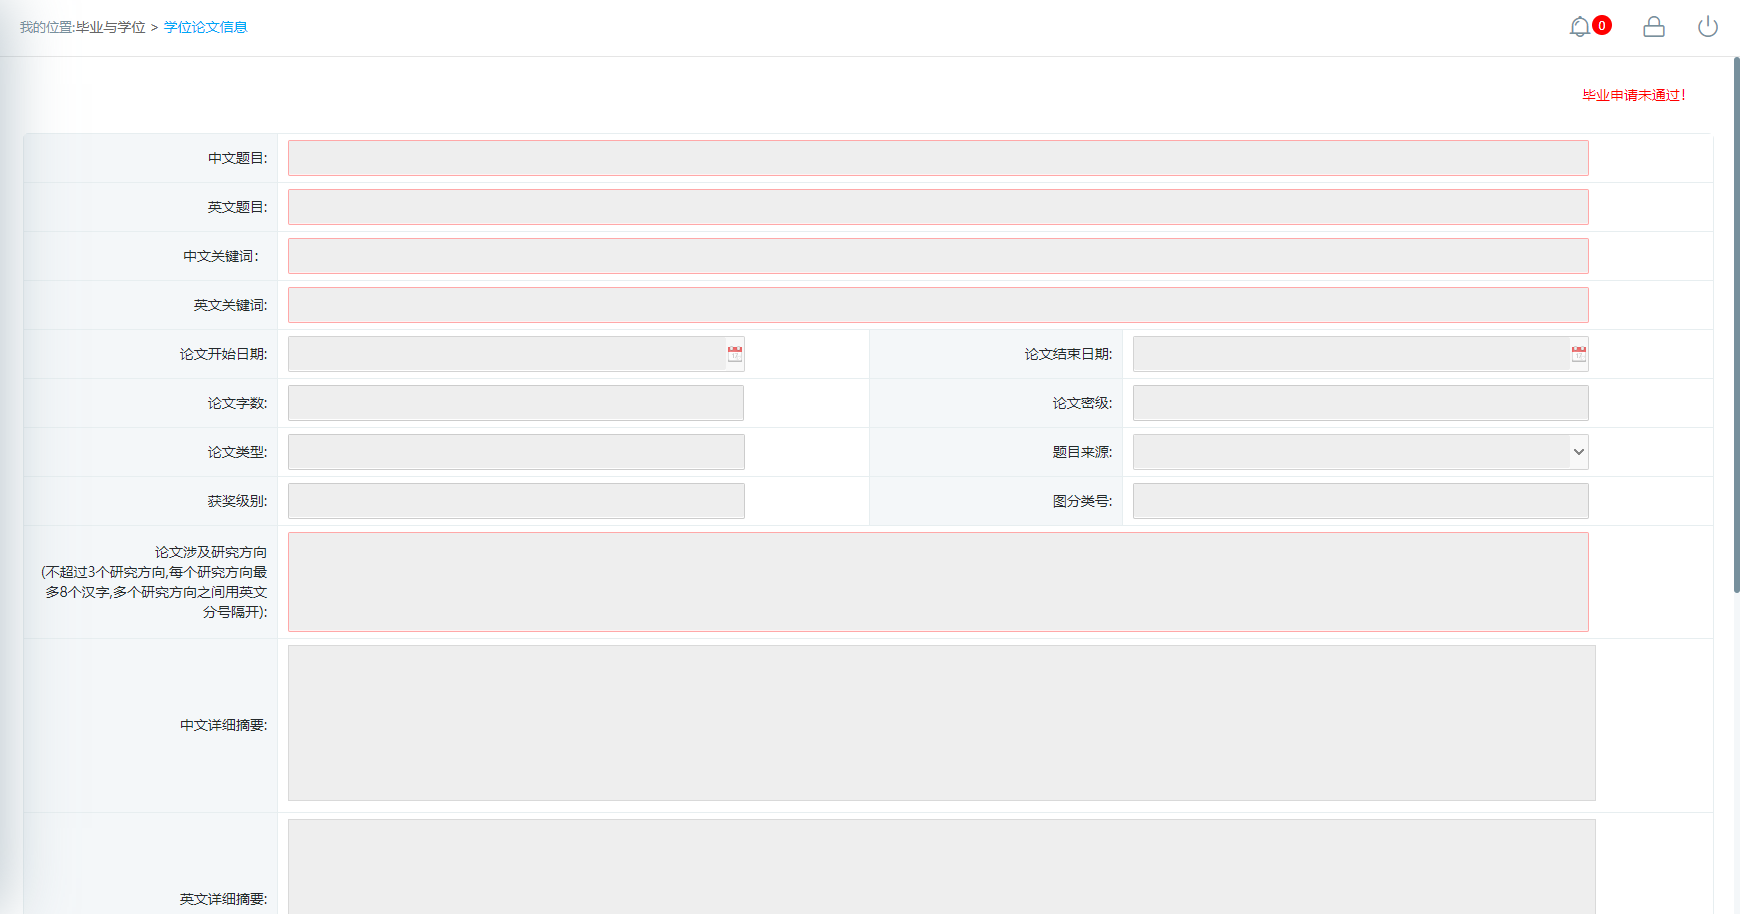 我的位置:毕业与学位 > 学位论文信息
0
毕业申请未通过!
中文题目:
英文题目:
中文关键词:
英文关键词:
论文开始日期:
论文结束日期:
论文字数:
论文密级:
论文类型:
题目来源:
获奖级别:
图分类号:
论文涉及研究方向
(不超过3个研究方向,每个研究方向最
多8个汉字,多个研究方向之间用英文
分号隔开):
中文详细摘要:
英文详细摘要: